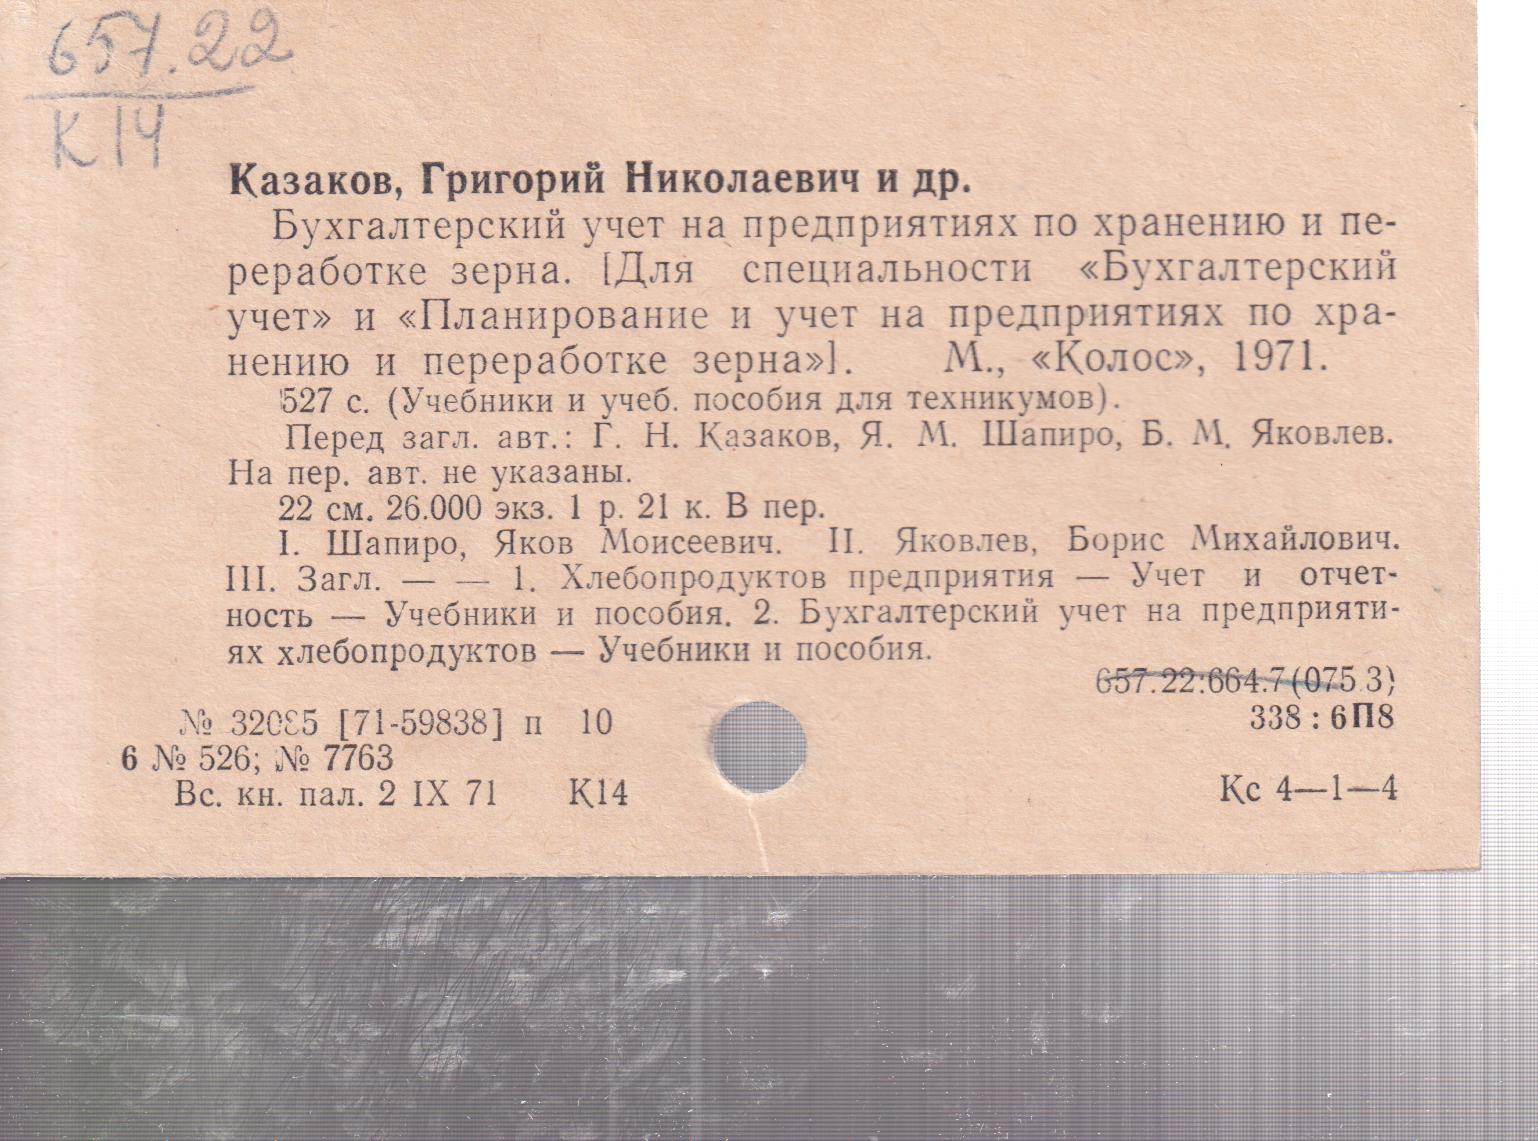 657.22
К14
Казаков, Григорий Николаевич и др.
Бухгалтерский учет на предприятиях по хранению и пе-
реработке зерна. [Для специальности «Бухгалтерский
учет» и «Планирование и учет на предприятиях по хра-
нению и переработке зерна»]. М., «Колос», 1971.
527 с. (Учебники и учеб. пособия для техникумов).
Перед загл. авт.: Г. Н. Казаков, Я. М. Шапиро, Б. М. Яковлев.
На пер. авт. не указаны.
22 см. 26.000 экз. 1 р. 21 к. В пер.
I. Шапиро, Яков Моисеевич. II. Яковлев, Борис Михайлович.
III. Загл. — — 1. Хлебопродуктов предприятия — Учет и отчет-
ность — Учебники и пособия. 2. Бухгалтерский учет на предприяти-
ях хлебопродуктов — Учебники и пособия.
657.22:664.7(075.3)
№ 32085 [71-59838] п 10
338 : 6П8
6 № 526; № 7763
Вс. кн. пал. 2 IX 71 К14
Кс 4—1—4